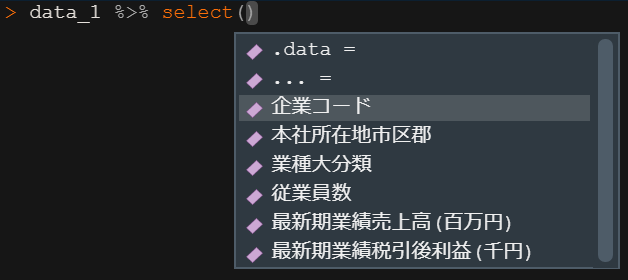 > data_1 %>% select()
.data =
... =
企業コード
本社所在地市区郡
業種大分類
従業員数
最新期業績売上高(百万円)
最新期業績税引後利益(千円)